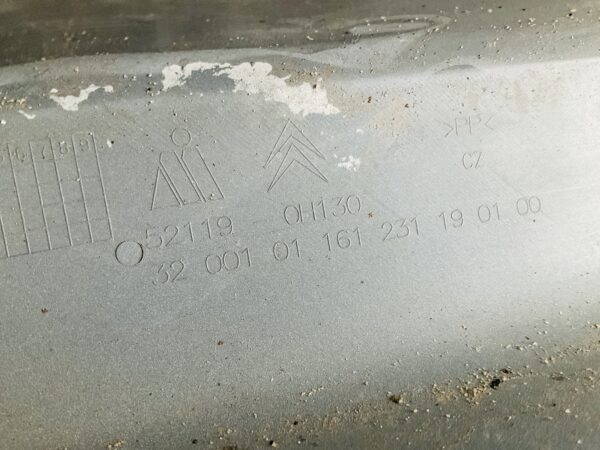 >PP<
CZ
52119 - 0H130
32 001 01 161 231 19 01 00